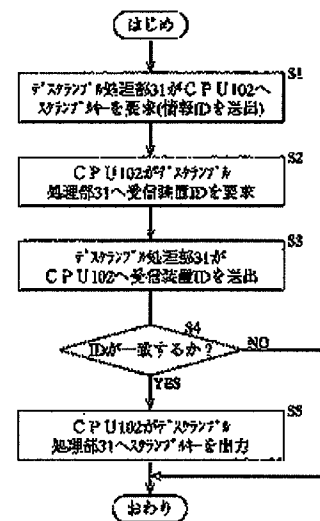 はじめ
S1
デスクランブル処理部31がCPU102へ
スクランブルキーを要求(情報IDを送出)
S2
CPU102がデスクランブル
処理部31へ受信装置IDを要求
S3
デスクランブル処理部31が
CPU102へ受信装置IDを送出
S4
IDが一致するか?
NO
YES
S5
CPU102がデスクランブル
処理部31へスクランブルキーを出力
おわり